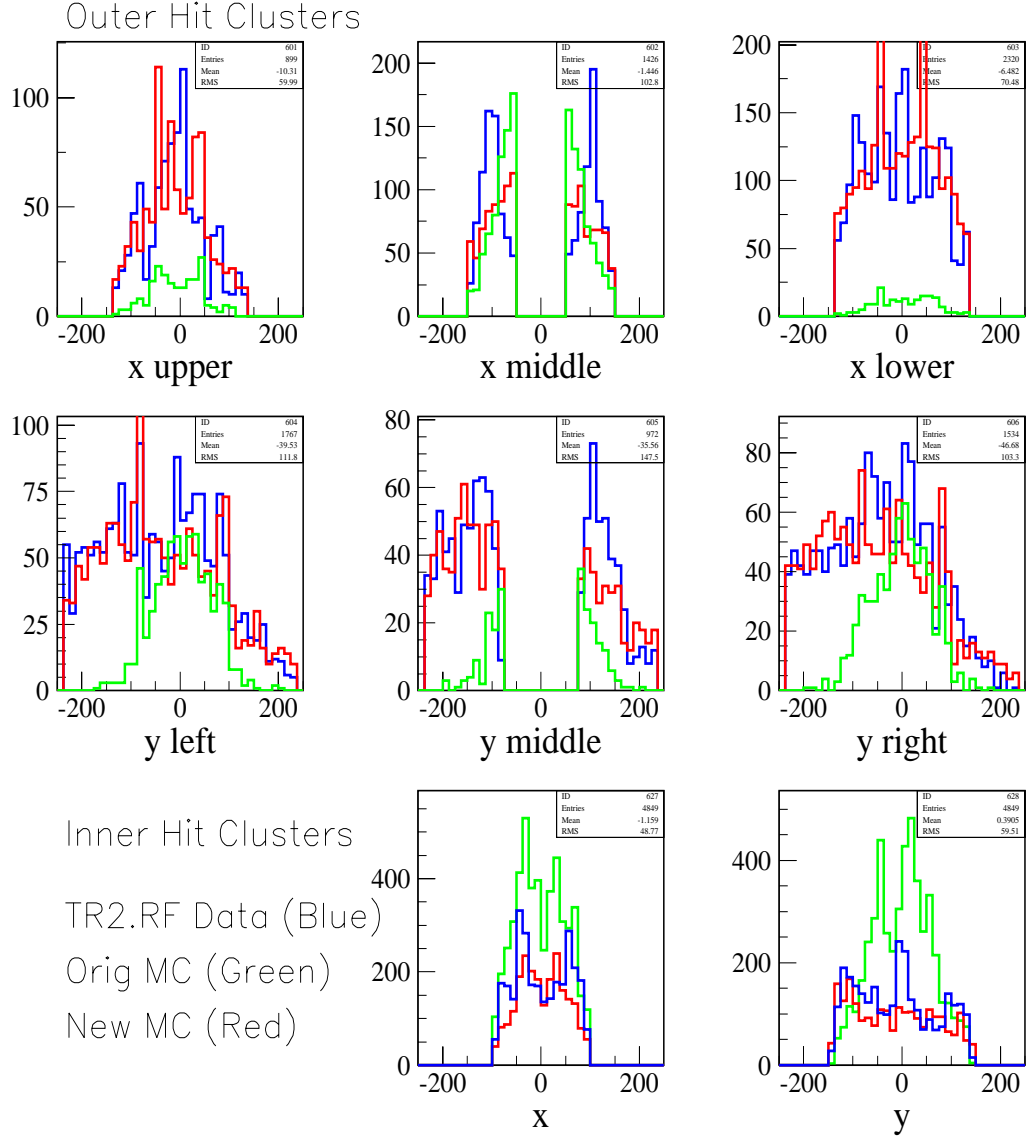 Outer Hit Clusters
ID 601
Entries 899
Mean -10.31
RMS 59.99
100
50
0
-200 0 200
x upper
ID 602
Entries 1426
Mean -1.446
RMS 102.8
200
150
100
50
0
-200 0 200
x middle
ID 603
Entries 2320
Mean -6.482
RMS 70.48
200
150
100
50
0
-200 0 200
x lower
ID 604
Entries 1767
Mean -39.53
RMS 111.8
100
75
50
25
0
-200 0 200
y left
ID 605
Entries 972
Mean -35.56
RMS 147.5
80
60
40
20
0
-200 0 200
y middle
ID 606
Entries 1534
Mean -46.68
RMS 103.3
80
60
40
20
0
-200 0 200
y right
Inner Hit Clusters
TR2.RF Data (Blue)
Orig MC (Green)
New MC (Red)
ID 627
Entries 4849
Mean -1.159
RMS 48.77
400
200
0
-200 0 200
x
ID 628
Entries 4849
Mean 0.3905
RMS 59.51
400
200
0
-200 0 200
y